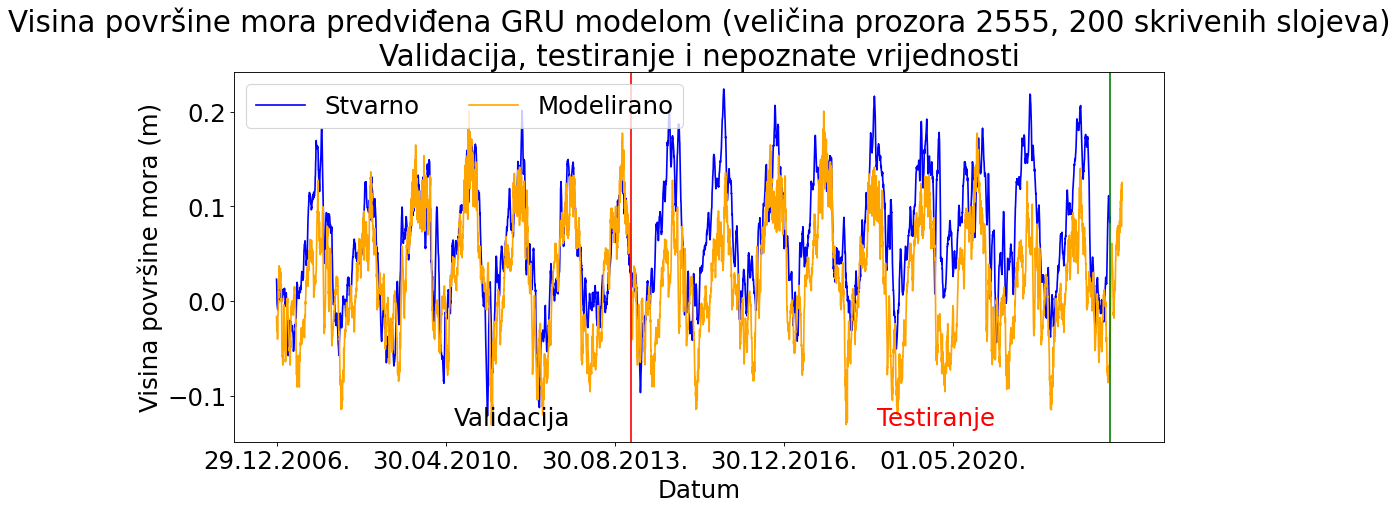 Visina površine mora predviđena GRU modelom (veličina prozora 2555, 200 skrivenih slojeva)
Validacija, testiranje i nepoznate vrijednosti
Stvarno
Modelirano
Visina površine mora (m)
0.2
0.1
0.0
−0.1
Validacija
Testiranje
29.12.2006.
30.04.2010.
30.08.2013.
30.12.2016.
01.05.2020.
Datum